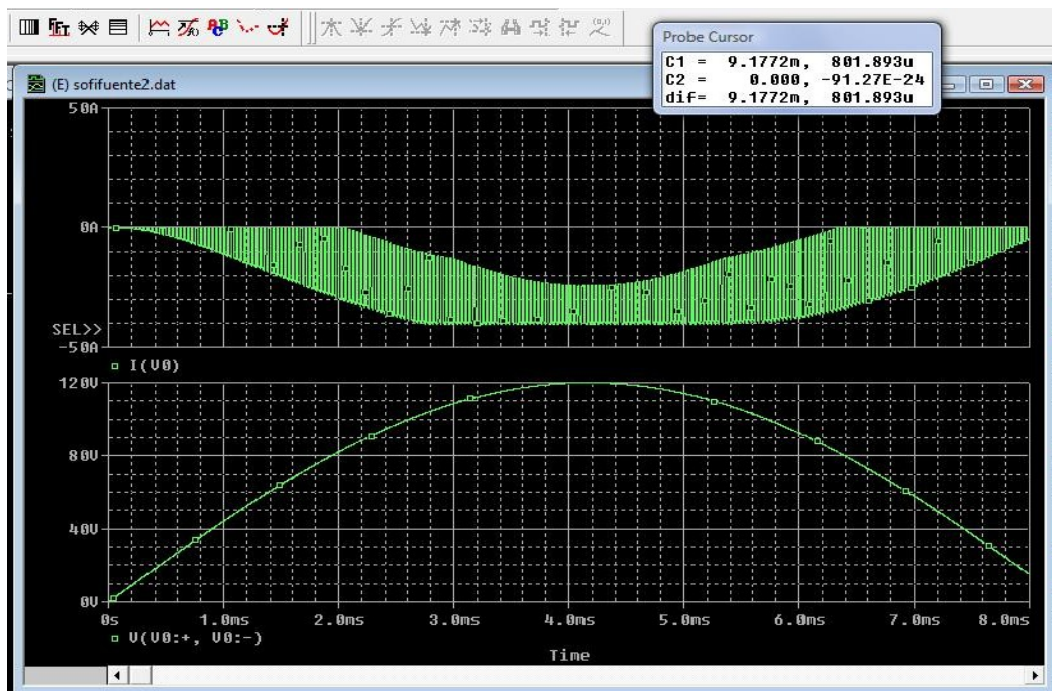 FFT
Probe Cursor
C1 = 9.1772m, 801.893u
C2 = 0.000, -91.27E-24
dif= 9.1772m, 801.893u
(E) sofifuente2.dat
50A
0A
SEL>>
-50A
I(V0)
120V
80V
40V
0V
0s 1.0ms 2.0ms 3.0ms 4.0ms 5.0ms 6.0ms 7.0ms 8.0ms
V(V0:+, V0:-)
Time